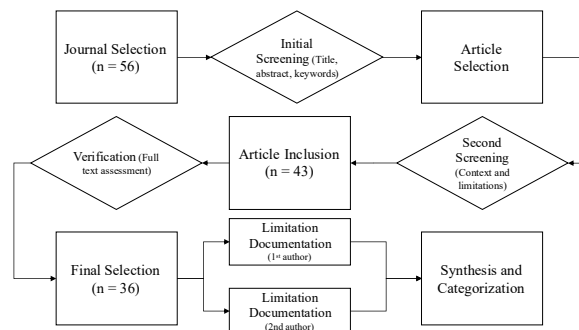 Journal Selection
(n = 56)
Initial
Screening (Title,
abstract, keywords)
Article
Selection
Verification (Full
text assessment)
Article Inclusion
(n = 43)
Second
Screening
(Context and
limitations)
Final Selection
(n = 36)
Limitation
Documentation
(1st author)
Limitation
Documentation
(2nd author)
Synthesis and
Categorization